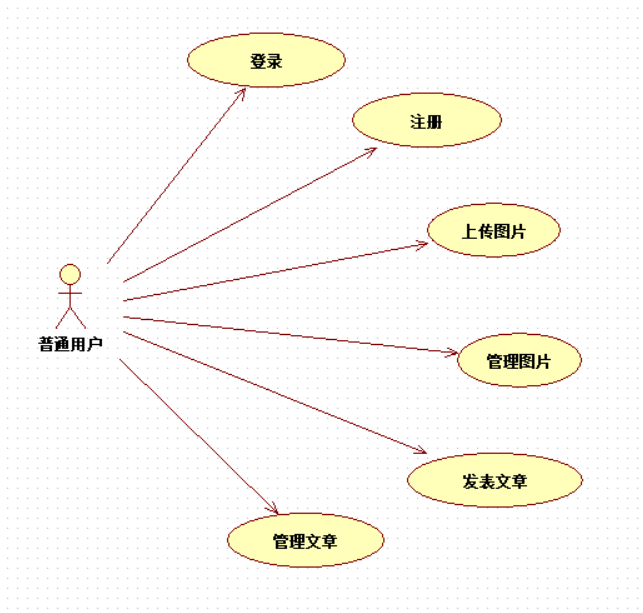 登录
注册
上传图片
普通用户
管理图片
发表文章
管理文章